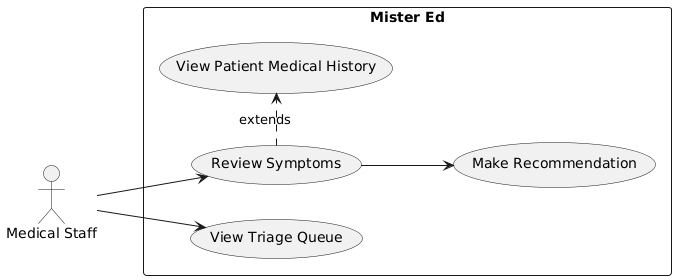 Mister Ed
View Patient Medical History
extends
Review Symptoms
Make Recommendation
Medical Staff
View Triage Queue